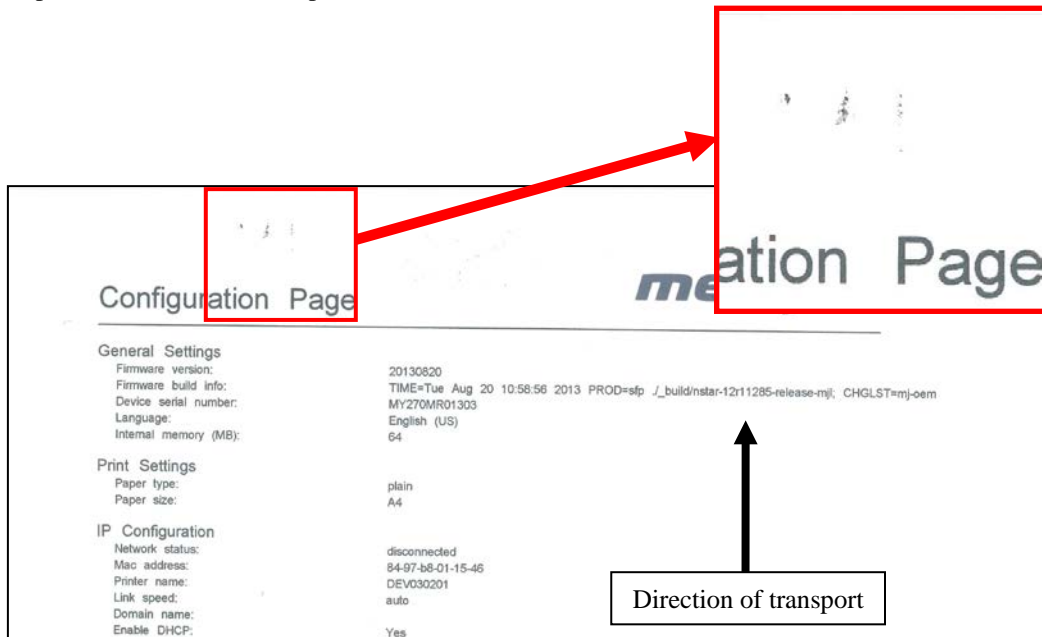 ation Page
Configuration Page me
General Settings
Firmware version: 20130820
Firmware build info: TIME=Tue Aug 20 10:58:56 2013 PROD=sfp ./_build/nstar-12r11285-release-mjl; CHGLST=mj-oem
Device serial number: MY270MR01303
Language: English (US)
Internal memory (MB): 64
Print Settings
Paper type: plain
Paper size: A4
IP Configuration
Network status: disconnected
Mac address: 84-97-b8-01-15-46
Printer name: DEV030201
Link speed: auto
Domain name:
Enable DHCP: Yes
Direction of transport